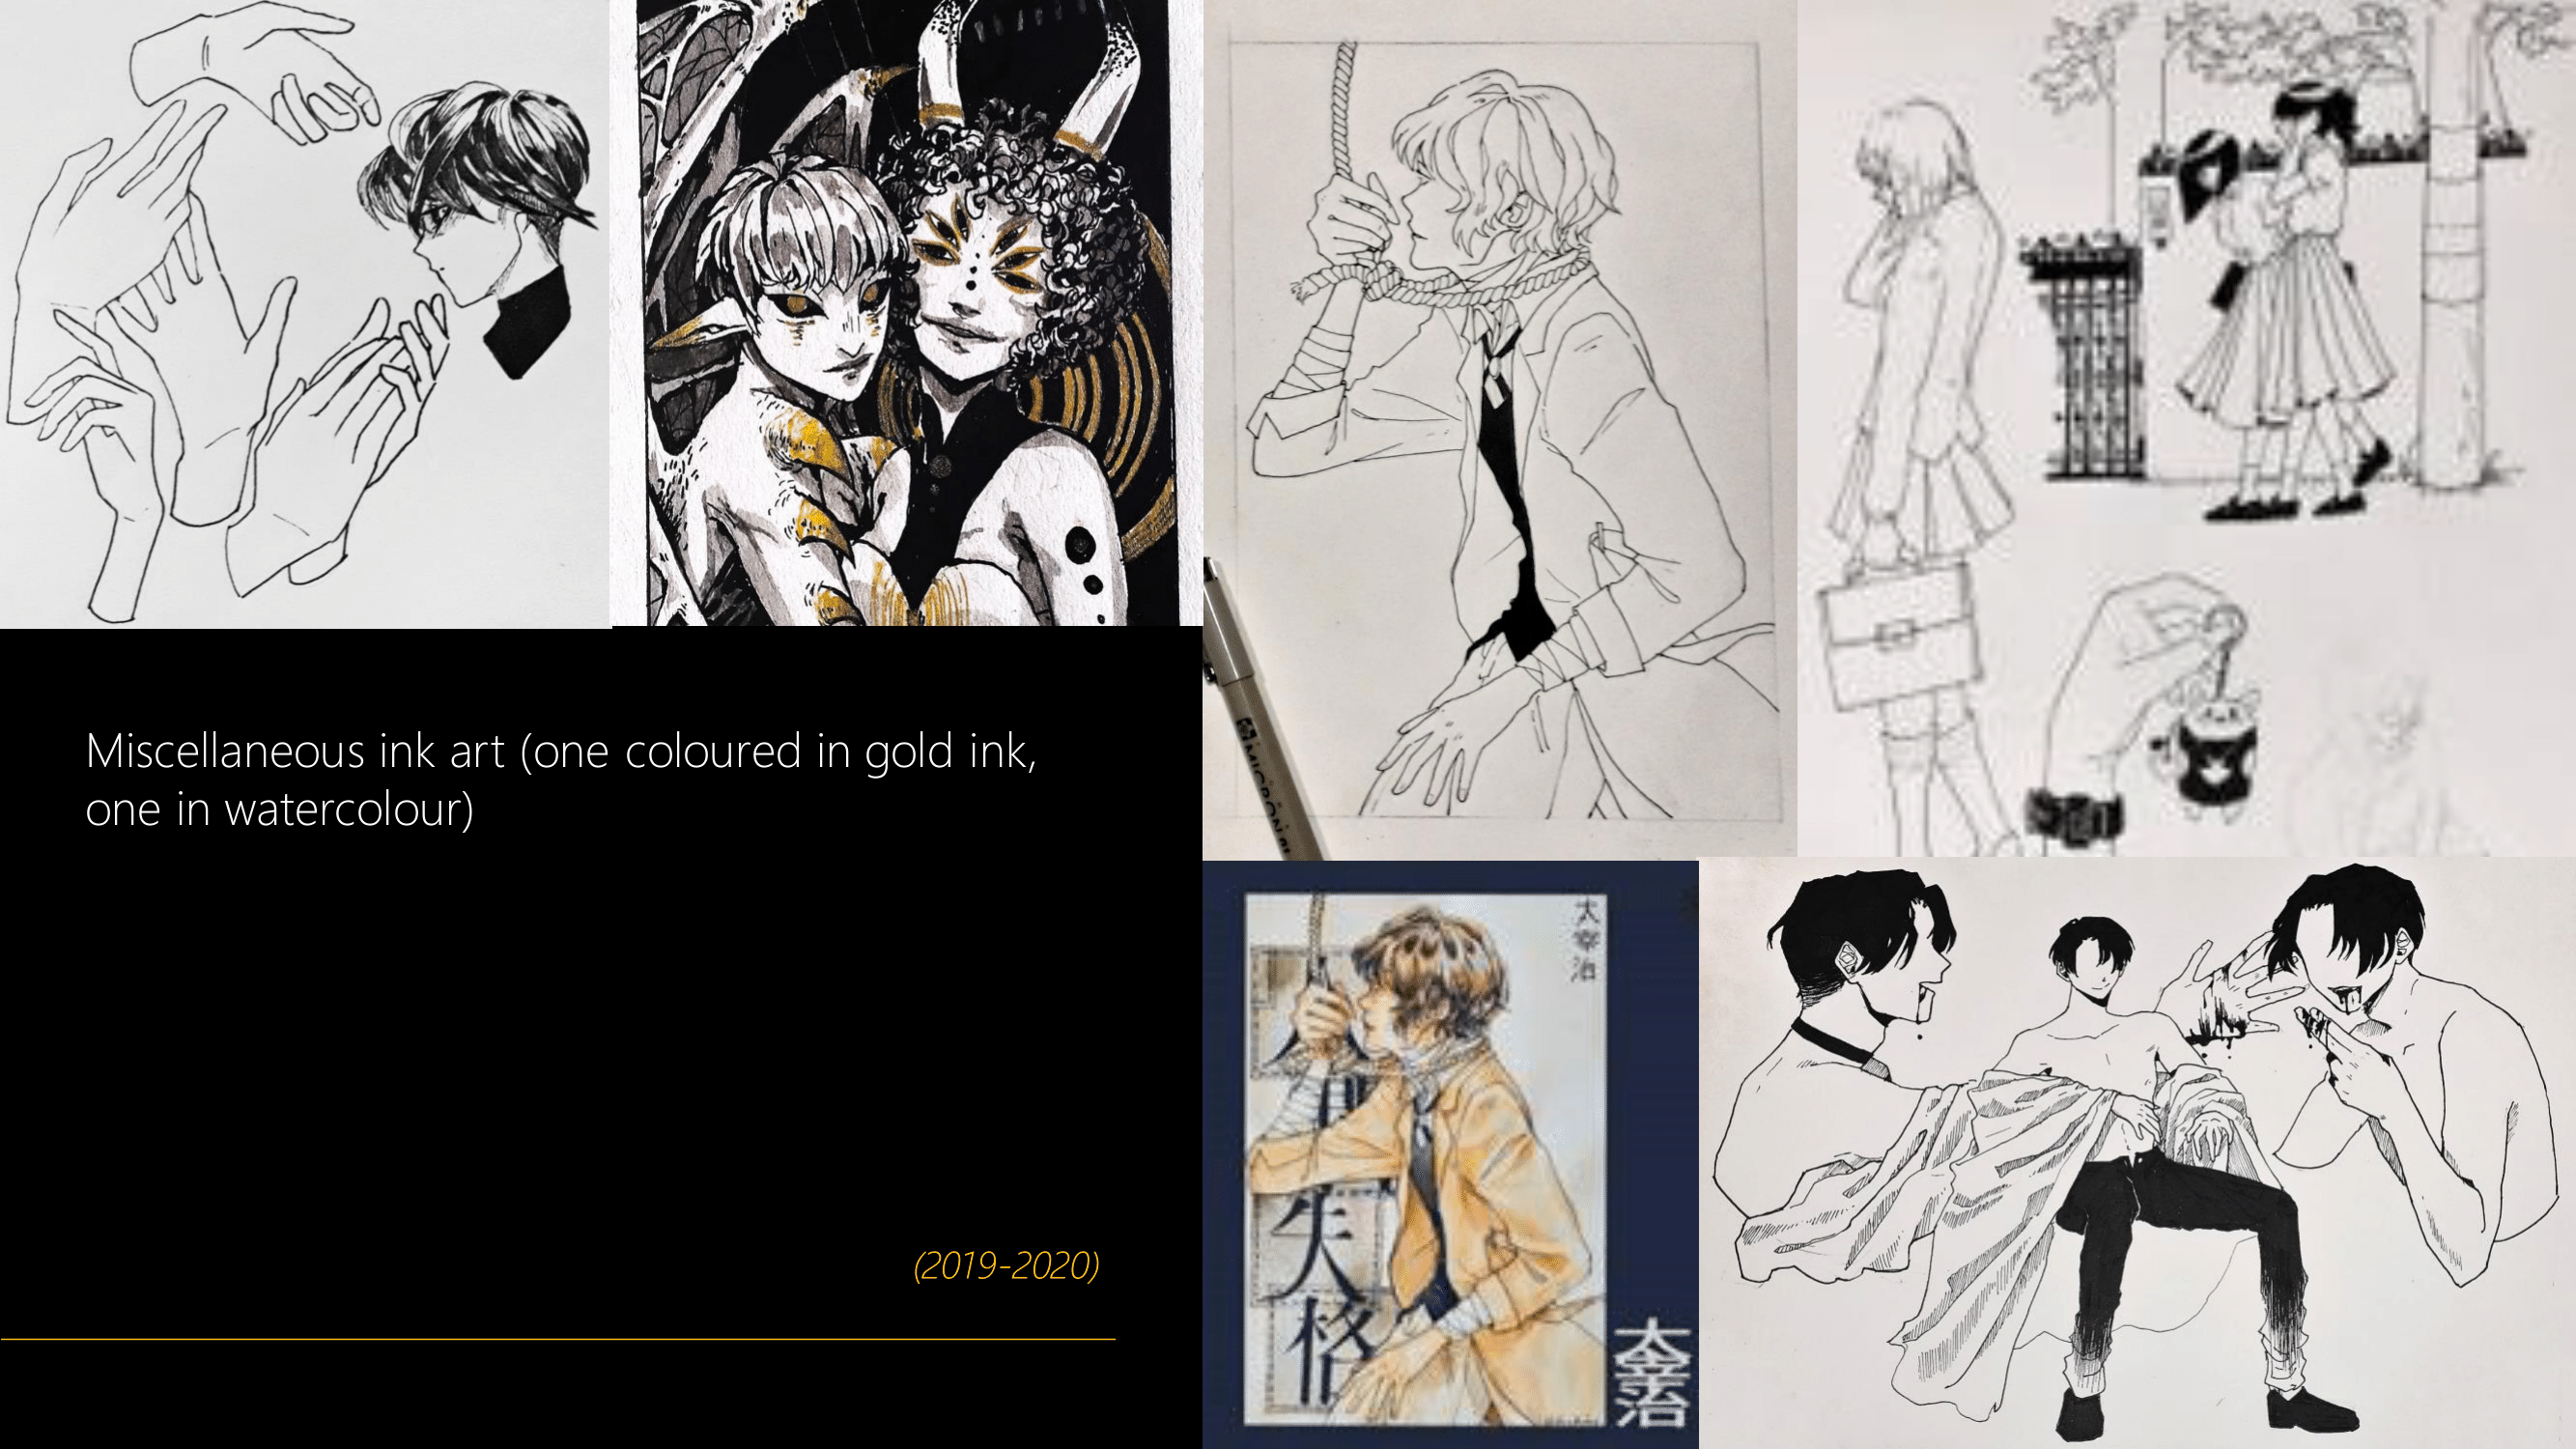 Miscellaneous ink art (one coloured in gold ink,
one in watercolour)
(2019-2020)
MICRON
太宰治
失格
太宰治